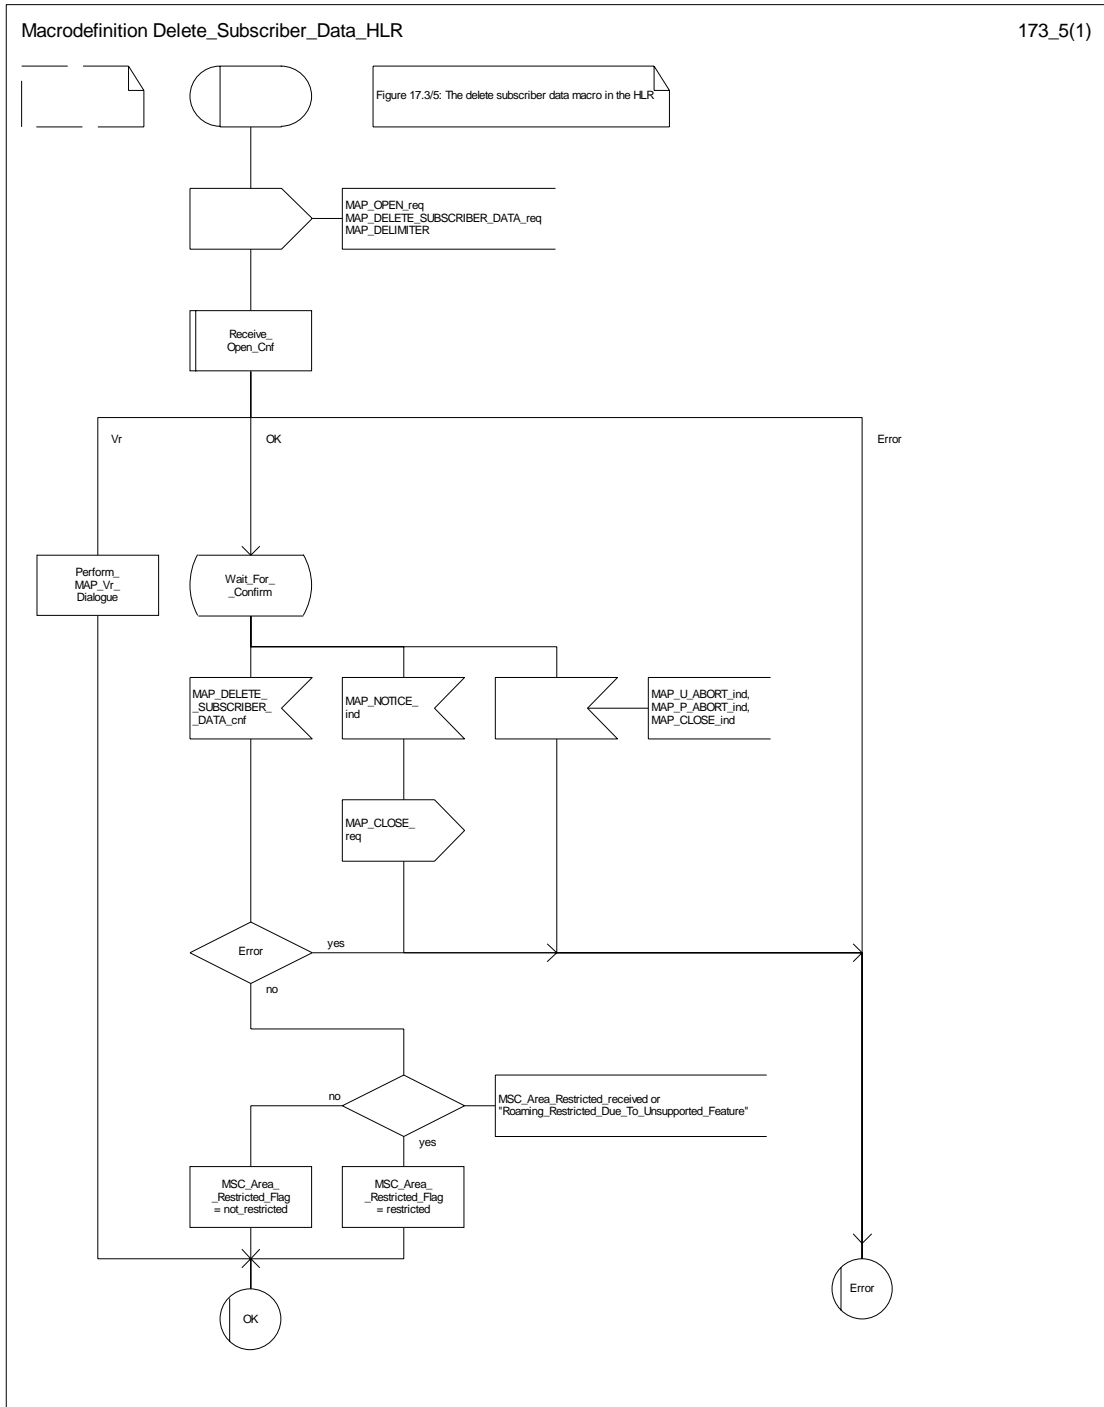 Macrodefinition Delete_Subscriber_Data_HLR
173_5(1)
Figure 17.3/5: The delete subscriber data macro in the HLR
MAP_OPEN_req
MAP_DELETE_SUBSCRIBER_DATA_req
MAP_DELIMITER
Receive_
Open_Cnf
Vr
OK
Error
Perform_
MAP_Vr_
Dialogue
Wait_For_
_Confirm
MAP_DELETE_
_SUBSCRIBER_
_DATA_cnf
MAP_NOTICE_
ind
MAP_U_ABORT_ind,
MAP_P_ABORT_ind,
MAP_CLOSE_ind
MAP_CLOSE_
req
Error
yes
no
no
MSC_Area_Restricted_received or
"Roaming_Restricted_Due_To_Unsupported_Feature"
yes
MSC_Area_
_Restricted_Flag
= not_restricted
MSC_Area_
_Restricted_Flag
= restricted
OK
Error